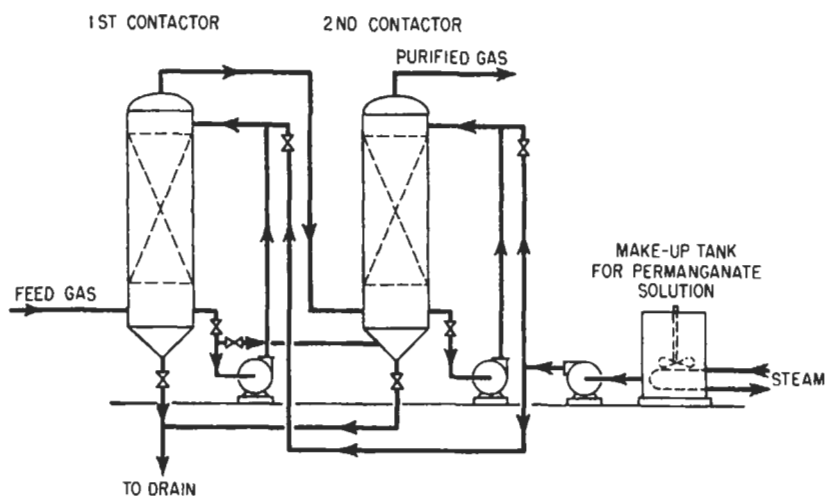 1ST CONTACTOR
2ND CONTACTOR
PURIFIED GAS
MAKE-UP TANK
FOR PERMANGANATE
SOLUTION
FEED GAS
STEAM
TO DRAIN